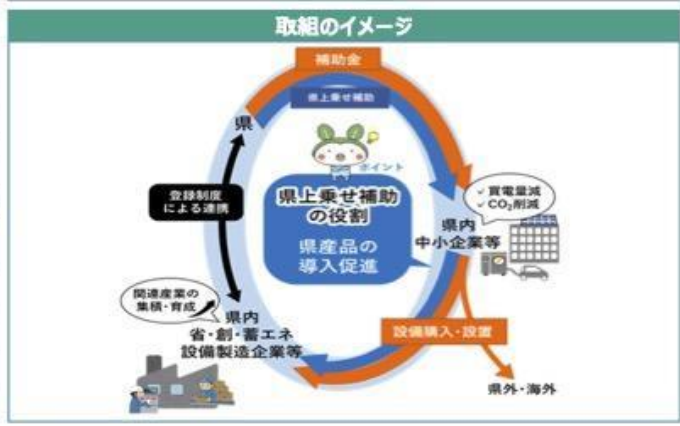 取組のイメージ
補助金
県上乗せ補助
県
ポイント
県上乗せ補助
の役割
県産品の
導入促進
登録制度
による連携
✓ 買電量減
✓ CO₂削減
県内
中小企業等
関連産業の
集積・育成
県内
省・創・蓄エネ
設備製造企業等
設備購入・設置
県外・海外